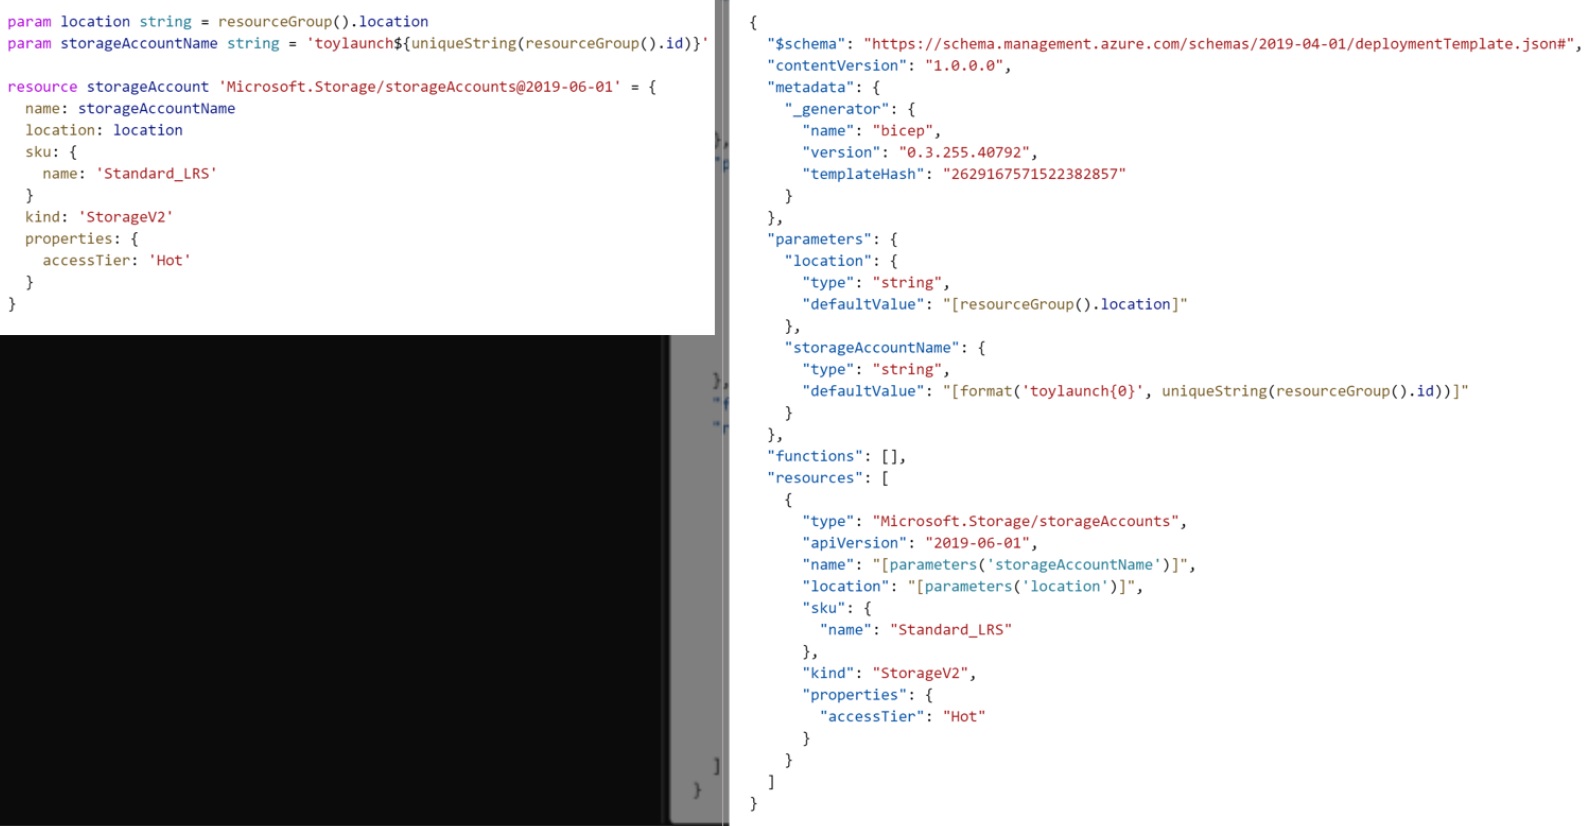 param location string = resourceGroup().location
param storageAccountName string = 'toylaunch${uniqueString(resourceGroup().id)}'
resource storageAccount 'Microsoft.Storage/storageAccounts@2019-06-01' = {
  name: storageAccountName
  location: location
  sku: {
    name: 'Standard_LRS'
  }
  kind: 'StorageV2'
  properties: {
    accessTier: 'Hot'
  }
}
{
  "$schema": "https://schema.management.azure.com/schemas/2019-04-01/deploymentTemplate.json#",
  "contentVersion": "1.0.0.0",
  "metadata": {
    "_generator": {
      "name": "bicep",
      "version": "0.3.255.40792",
      "templateHash": "2629167571522382857"
    }
  },
  "parameters": {
    "location": {
      "type": "string",
      "defaultValue": "[resourceGroup().location]"
    },
    "storageAccountName": {
      "type": "string",
      "defaultValue": "[format('toylaunch{0}', uniqueString(resourceGroup().id))]"
    }
  },
  "functions": [],
  "resources": [
    {
      "type": "Microsoft.Storage/storageAccounts",
      "apiVersion": "2019-06-01",
      "name": "[parameters('storageAccountName')]",
      "location": "[parameters('location')]",
      "sku": {
        "name": "Standard_LRS"
      },
      "kind": "StorageV2",
      "properties": {
        "accessTier": "Hot"
      }
    }
  ]
}